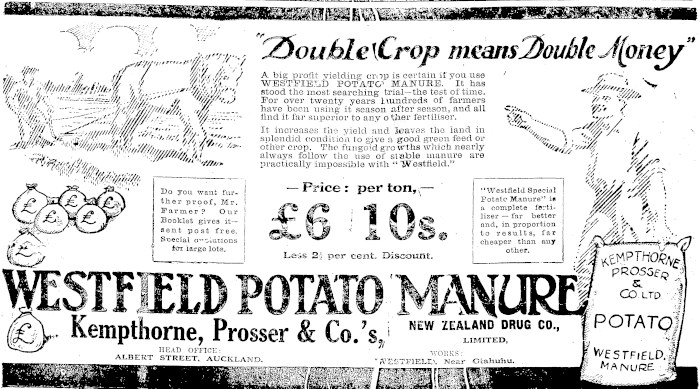 "Double Crop means Double Money"
A big profit yielding crop is certain if you use
WESTFIELD POTATO MANURE. It has
stood the most searching trial—the test of time.
For over twenty years hundreds of farmers
have been using it season after season, and all
find it far superior to any other fertiliser.
It increases the yield and leaves the land in
splendid condition to give a good green feed or
other crop. The fungoid growths which nearly
always follow the use of stable manure are
practically impossible with "Westfield."
£
£
£
£
£
£
£
Do you want fur-
ther proof, Mr.
Farmer? Our
Booklet gives it—
sent post free.
Special quotations
for large lots.
—Price: per ton,—
£6 10s.
Less 2½ per cent. Discount.
"Westfield Special
Potato Manure" is
a complete ferti-
lizer—far better
and, in proportion
to results, far
cheaper than any
other.
WESTFIELD POTATO MANURE
Kempthorne, Prosser & Co.'s,
NEW ZEALAND DRUG CO.,
LIMITED,
HEAD OFFICE:
ALBERT STREET, AUCKLAND.
WORKS:
WESTFIELD, Near Otahuhu.
KEMPTHORNE
PROSSER
&
CO LTD.
POTATO
WESTFIELD,
MANURE